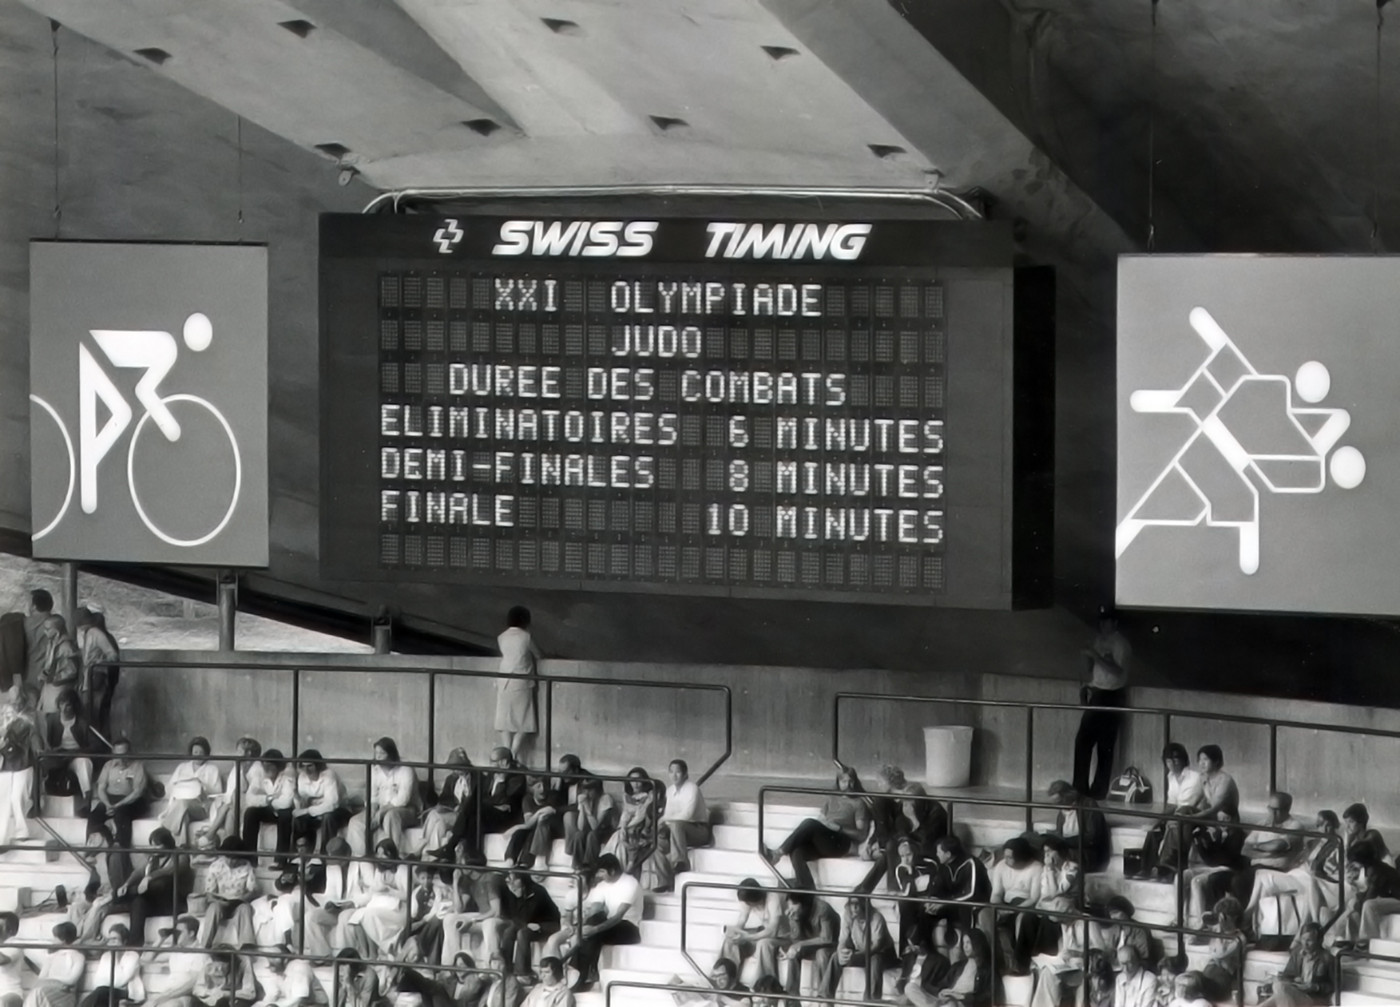 SWISS TIMING
XXI OLYMPIADE
JUDO
DUREE DES COMBATS
ELIMINATOIRES 6 MINUTES
DEMI-FINALES 8 MINUTES
FINALE 10 MINUTES